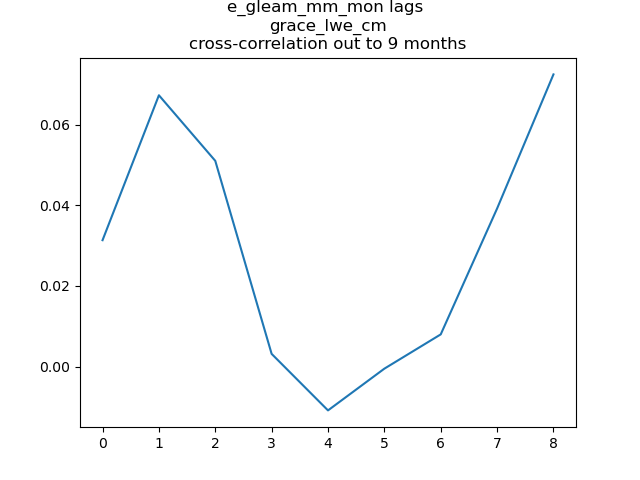 e_gleam_mm_mon lags
grace_lwe_cm
cross-correlation out to 9 months
0.06
0.04
0.02
0.00
0 1 2 3 4 5 6 7 8